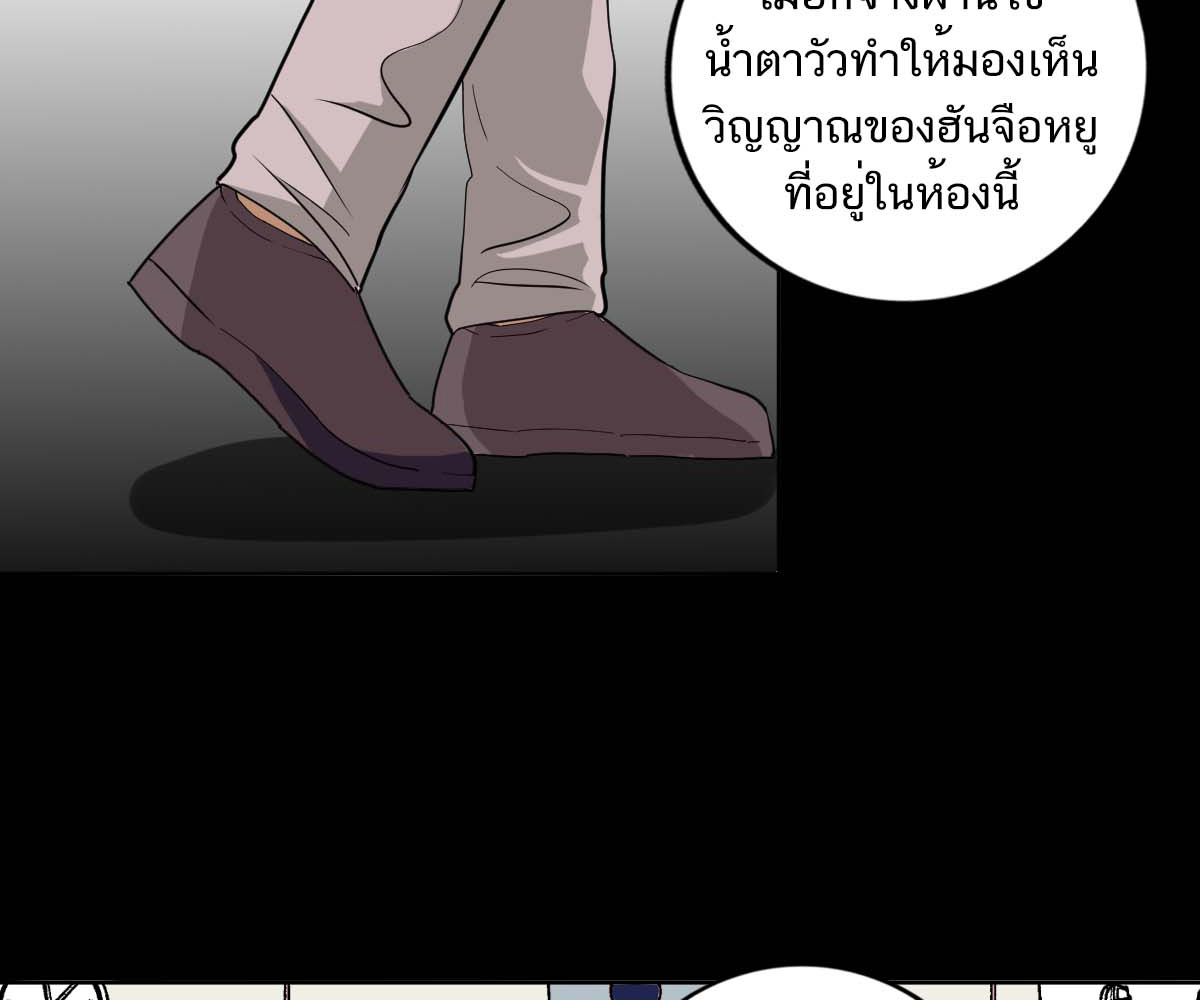 น้ำตาวัวทำให้มองเห็น
วิญญาณของฮันจือหยู
ที่อยู่ในห้องนี้